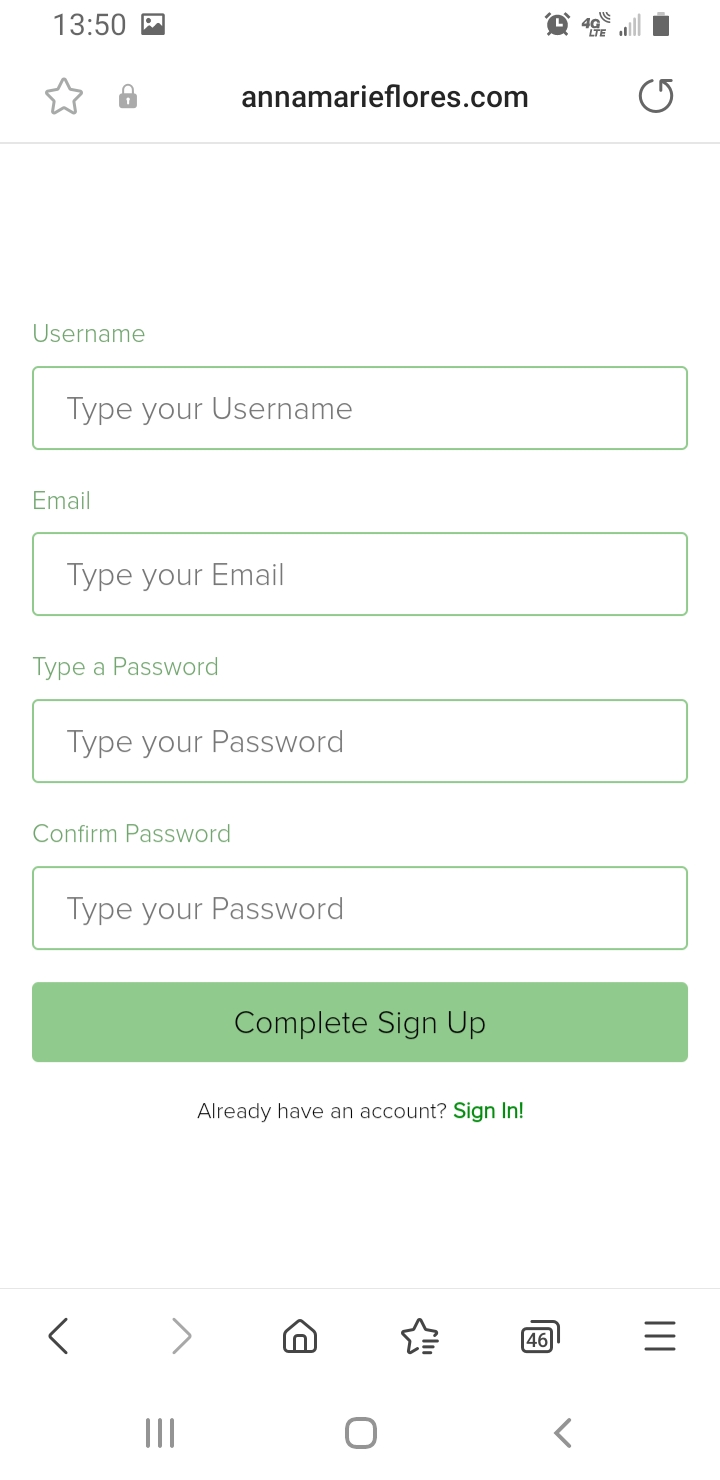 13:50
4G LTE
annamarieflores.com
Username
Type your Username
Email
Type your Email
Type a Password
Type your Password
Confirm Password
Type your Password
Complete Sign Up
Already have an account? Sign In!
46